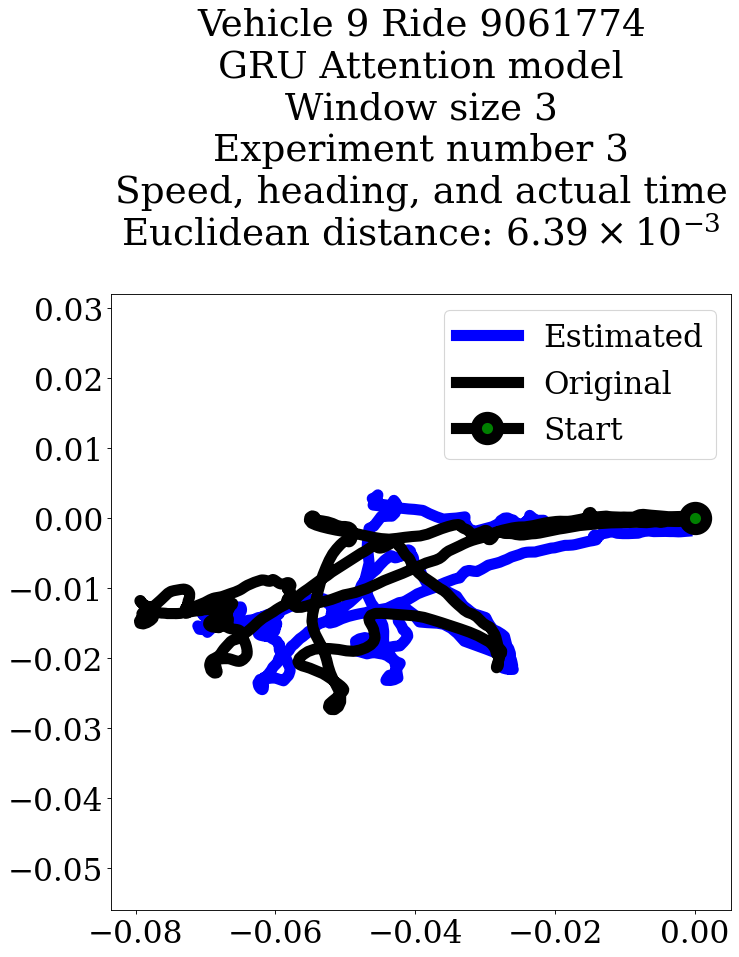 Vehicle 9 Ride 9061774
GRU Attention model
Window size 3
Experiment number 3
Speed, heading, and actual time
Euclidean distance: 6.39 × 10⁻³
Estimated
Original
Start
0.03
0.02
0.01
0.00
−0.01
−0.02
−0.03
−0.04
−0.05
−0.08 −0.06 −0.04 −0.02 0.00